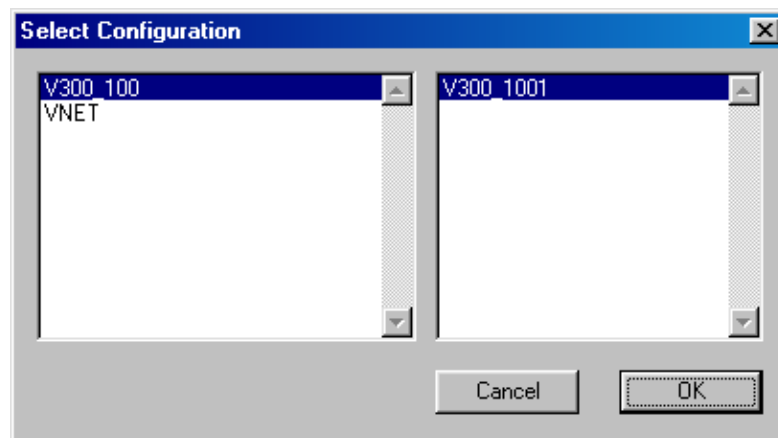 Select Configuration
V300_100
VNET
V300_1001
Cancel
OK